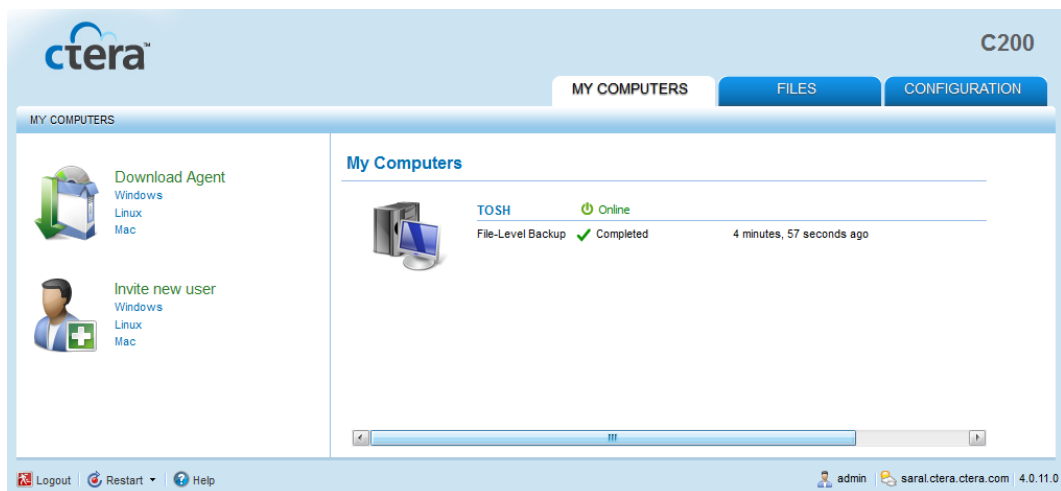 ctera™
C200
MY COMPUTERS FILES CONFIGURATION
MY COMPUTERS
Download Agent
Windows
Linux
Mac
Invite new user
Windows
Linux
Mac
My Computers
TOSH Online
File-Level Backup Completed 4 minutes, 57 seconds ago
Logout Restart Help admin saral.ctera.ctera.com 4.0.11.0